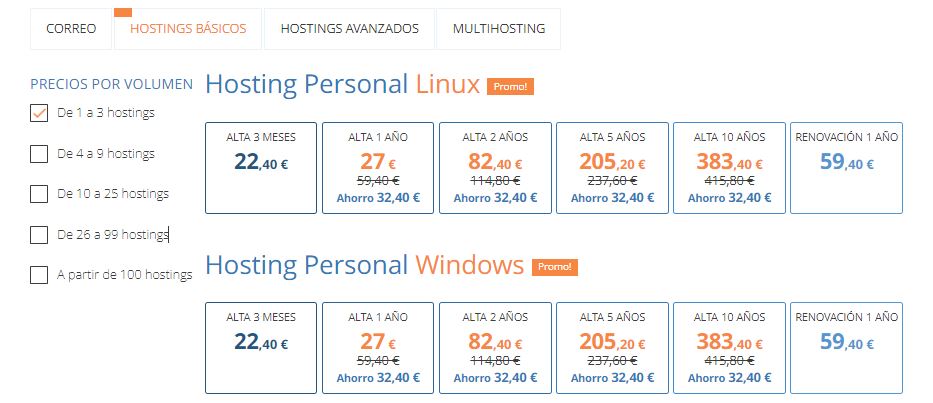 CORREO
HOSTINGS BÁSICOS
HOSTINGS AVANZADOS
MULTIHOSTING
PRECIOS POR VOLUMEN
De 1 a 3 hostings
De 4 a 9 hostings
De 10 a 25 hostings
De 26 a 99 hostings
A partir de 100 hostings
Hosting Personal Linux Promo!
ALTA 3 MESES
22,40 €
ALTA 1 AÑO
27 €
59,40 €
Ahorro 32,40 €
ALTA 2 AÑOS
82,40 €
114,80 €
Ahorro 32,40 €
ALTA 5 AÑOS
205,20 €
237,60 €
Ahorro 32,40 €
ALTA 10 AÑOS
383,40 €
415,80 €
Ahorro 32,40 €
RENOVACIÓN 1 AÑO
59,40 €
Hosting Personal Windows Promo!
ALTA 3 MESES
22,40 €
ALTA 1 AÑO
27 €
59,40 €
Ahorro 32,40 €
ALTA 2 AÑOS
82,40 €
114,80 €
Ahorro 32,40 €
ALTA 5 AÑOS
205,20 €
237,60 €
Ahorro 32,40 €
ALTA 10 AÑOS
383,40 €
415,80 €
Ahorro 32,40 €
RENOVACIÓN 1 AÑO
59,40 €